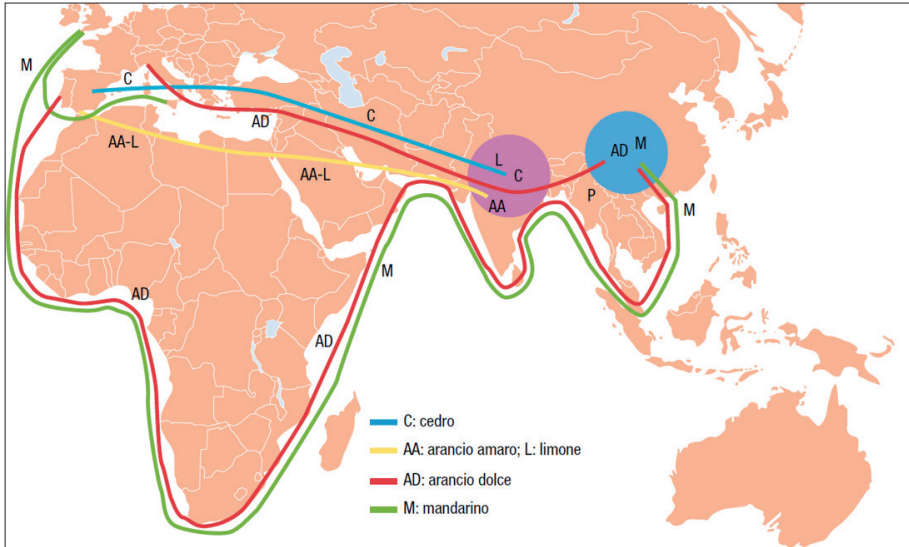 M
C
C
AD
AA-L
AA-L
L
C
AA
AD
M
P
M
M
AD
AD
C: cedro
AA: arancio amaro; L: limone
AD: arancio dolce
M: mandarino